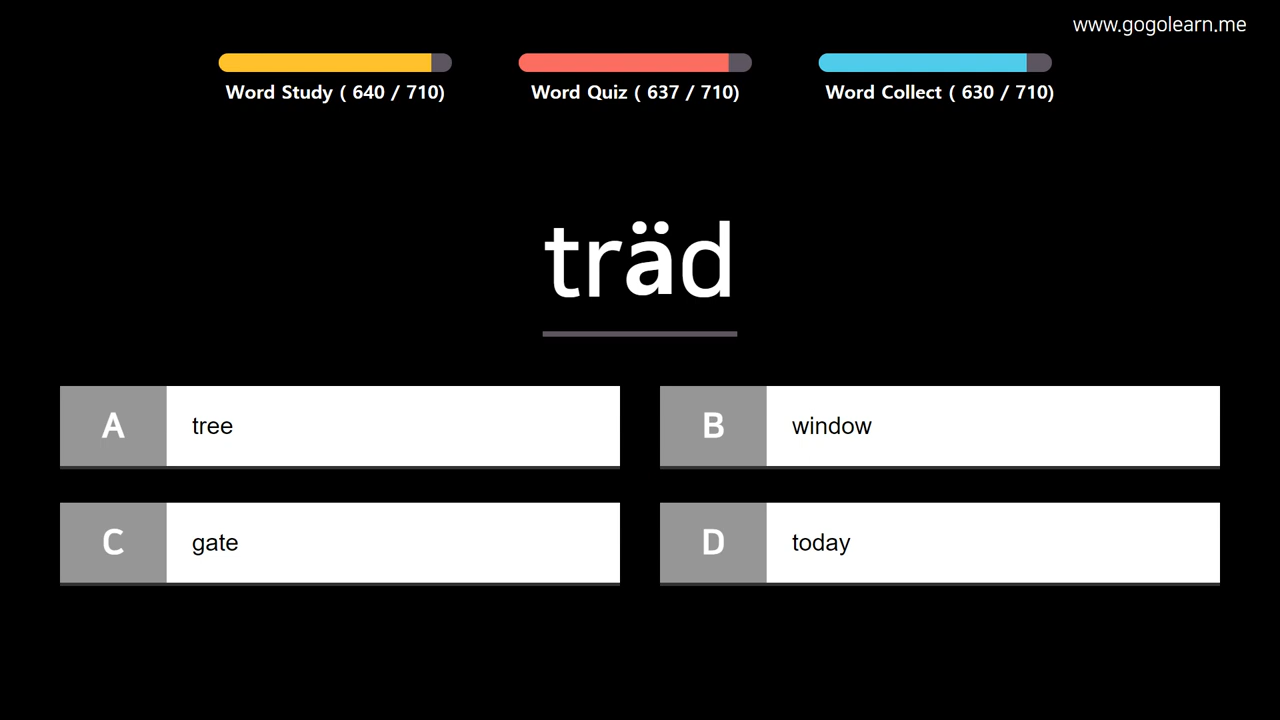 www.gogolearn.me
Word Study ( 640 / 710)
Word Quiz ( 637 / 710)
Word Collect ( 630 / 710)
träd
A tree
B window
C gate
D today